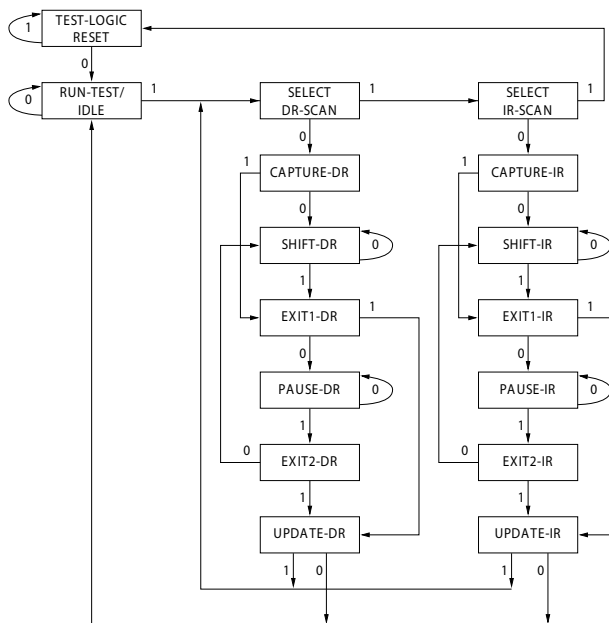 1
TEST-LOGIC
RESET
0
0
RUN-TEST/
IDLE
1
SELECT
DR-SCAN
1
SELECT
IR-SCAN
1
0
0
1
CAPTURE-DR
1
CAPTURE-IR
0
0
SHIFT-DR
0
SHIFT-IR
0
1
1
EXIT1-DR
1
EXIT1-IR
1
0
0
PAUSE-DR
0
PAUSE-IR
0
1
1
0
EXIT2-DR
0
EXIT2-IR
1
1
UPDATE-DR
UPDATE-IR
1
0
1
0